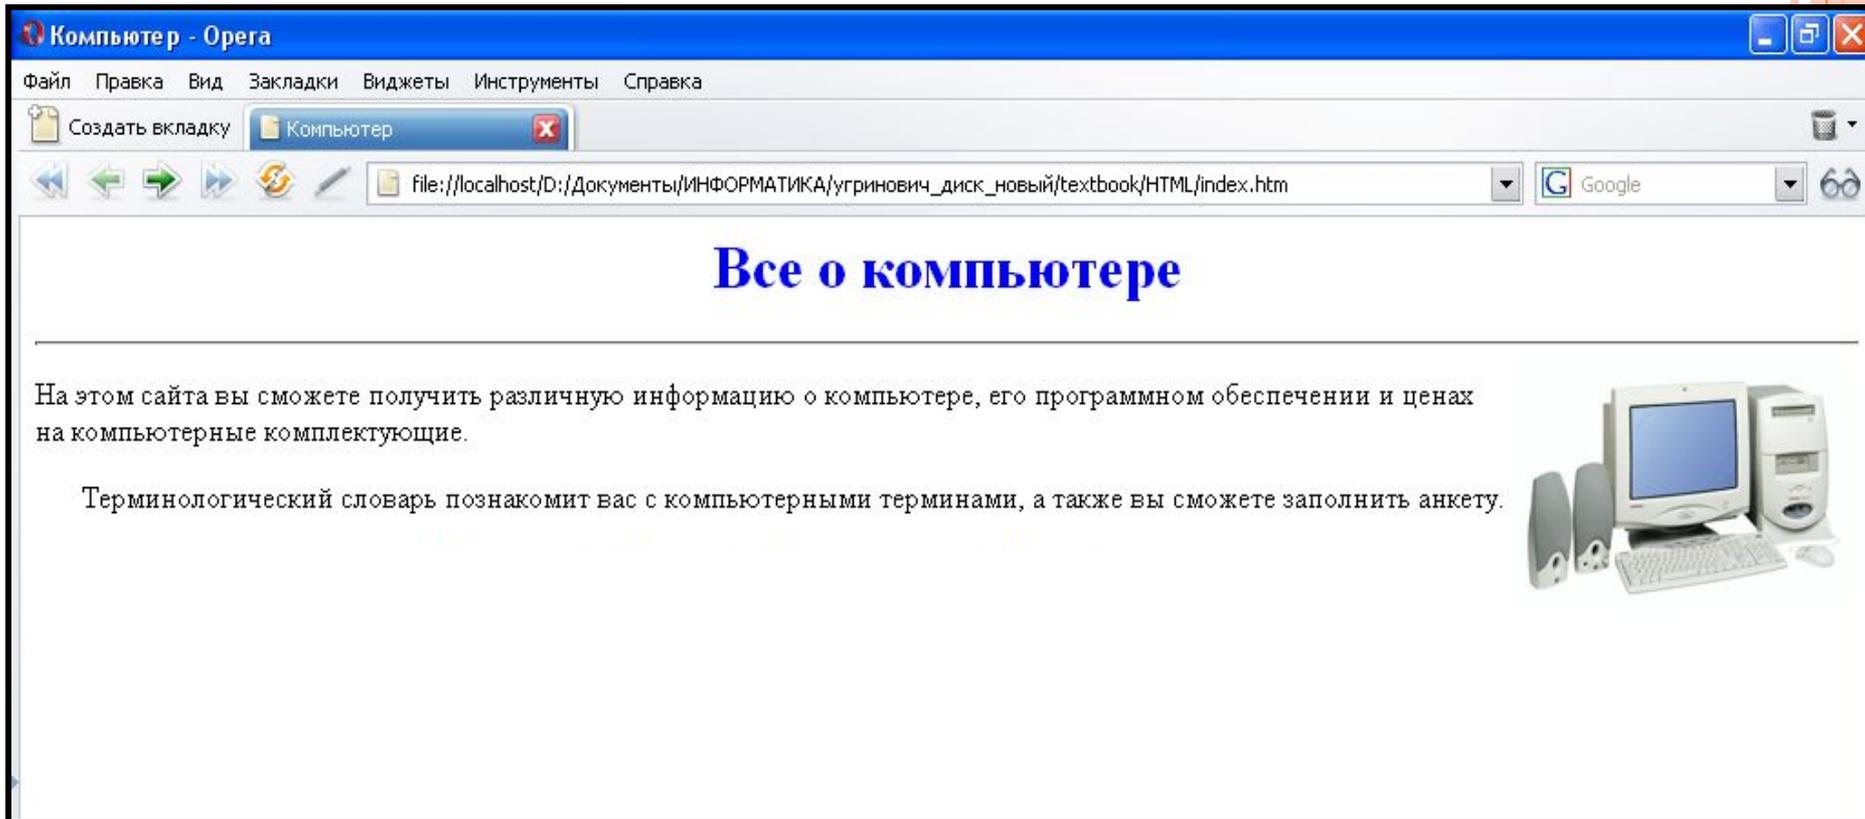 Компьютер - Opera
Файл Правка Вид Закладки Виджеты Инструменты Справка
Создать вкладку Компьютер
file://localhost/D:/Документы/ИНФОРМАТИКА/угринович_диск_новый/textbook/HTML/index.htm G Google
Все о компьютере
На этом сайта вы сможете получить различную информацию о компьютере, его программном обеспечении и ценах
на компьютерные комплектующие.
Терминологический словарь познакомит вас с компьютерными терминами, а также вы сможете заполнить анкету.